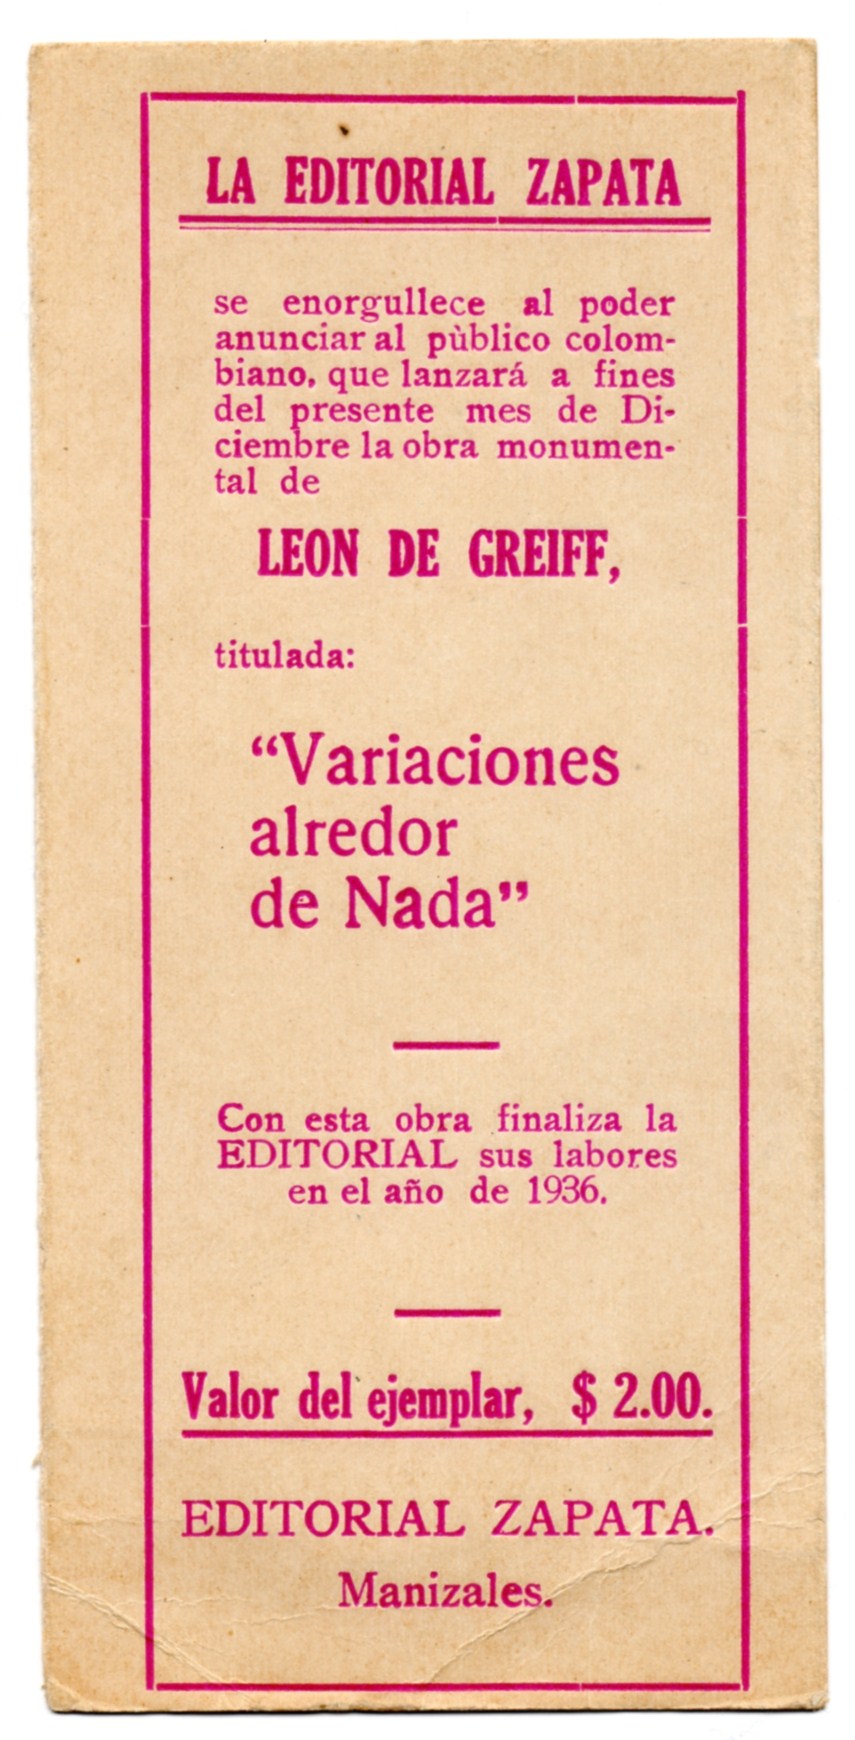 LA EDITORIAL ZAPATA
se enorgullece al poder
anunciar al pùblico colom-
biano, que lanzará a fines
del presente mes de Di-
ciembre la obra monumen-
tal de
LEON DE GREIFF,
titulada:
“Variaciones
alredor
de Nada”
Con esta obra finaliza la
EDITORIAL sus labores
en el año de 1936.
Valor del ejemplar, $ 2.00.
EDITORIAL ZAPATA.
Manizales.